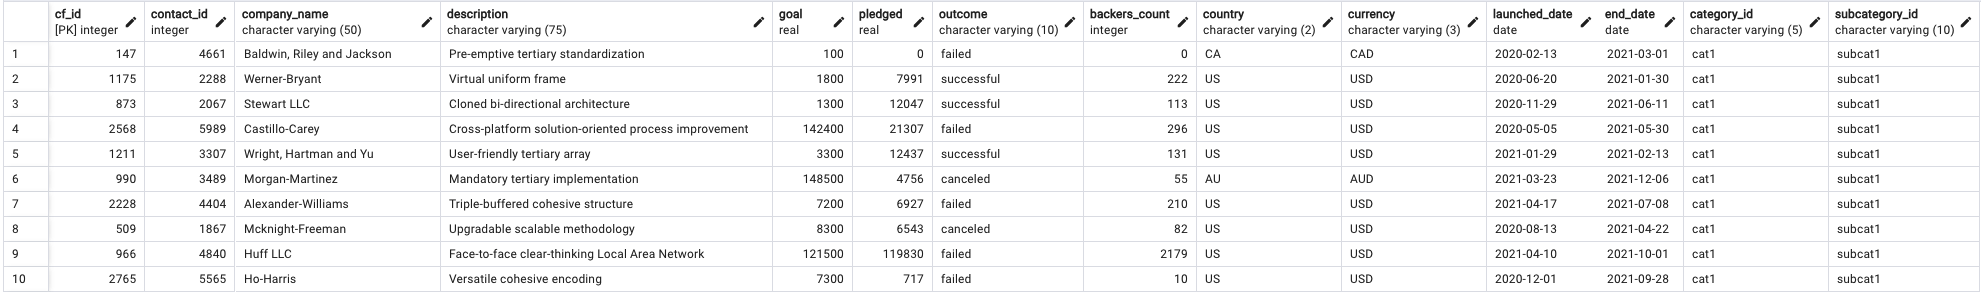 cf_id contact_id company_name description goal pledged outcome backers_count country currency launched_date end_date category_id subcategory_id
[PK] integer integer character varying (50) character varying (75) real real character varying (10) integer character varying (2) character varying (3) date date character varying (5) character varying (10)
1 147 4661 Baldwin, Riley and Jackson Pre-emptive tertiary standardization 100 0 failed 0 CA CAD 2020-02-13 2021-03-01 cat1 subcat1
2 1175 2288 Werner-Bryant Virtual uniform frame 1800 7991 successful 222 US USD 2020-06-20 2021-01-30 cat1 subcat1
3 873 2067 Stewart LLC Cloned bi-directional architecture 1300 12047 successful 113 US USD 2020-11-29 2021-06-11 cat1 subcat1
4 2568 5989 Castillo-Carey Cross-platform solution-oriented process improvement 142400 21307 failed 296 US USD 2020-05-05 2021-05-30 cat1 subcat1
5 1211 3307 Wright, Hartman and Yu User-friendly tertiary array 3300 12437 successful 131 US USD 2021-01-29 2021-02-13 cat1 subcat1
6 990 3489 Morgan-Martinez Mandatory tertiary implementation 148500 4756 canceled 55 AU AUD 2021-03-23 2021-12-06 cat1 subcat1
7 2228 4404 Alexander-Williams Triple-buffered cohesive structure 7200 6927 failed 210 US USD 2021-04-17 2021-07-08 cat1 subcat1
8 509 1867 Mcknight-Freeman Upgradable scalable methodology 8300 6543 canceled 82 US USD 2020-08-13 2021-04-22 cat1 subcat1
9 966 4840 Huff LLC Face-to-face clear-thinking Local Area Network 121500 119830 failed 2179 US USD 2021-04-10 2021-10-01 cat1 subcat1
10 2765 5565 Ho-Harris Versatile cohesive encoding 7300 717 failed 10 US USD 2020-12-01 2021-09-28 cat1 subcat1